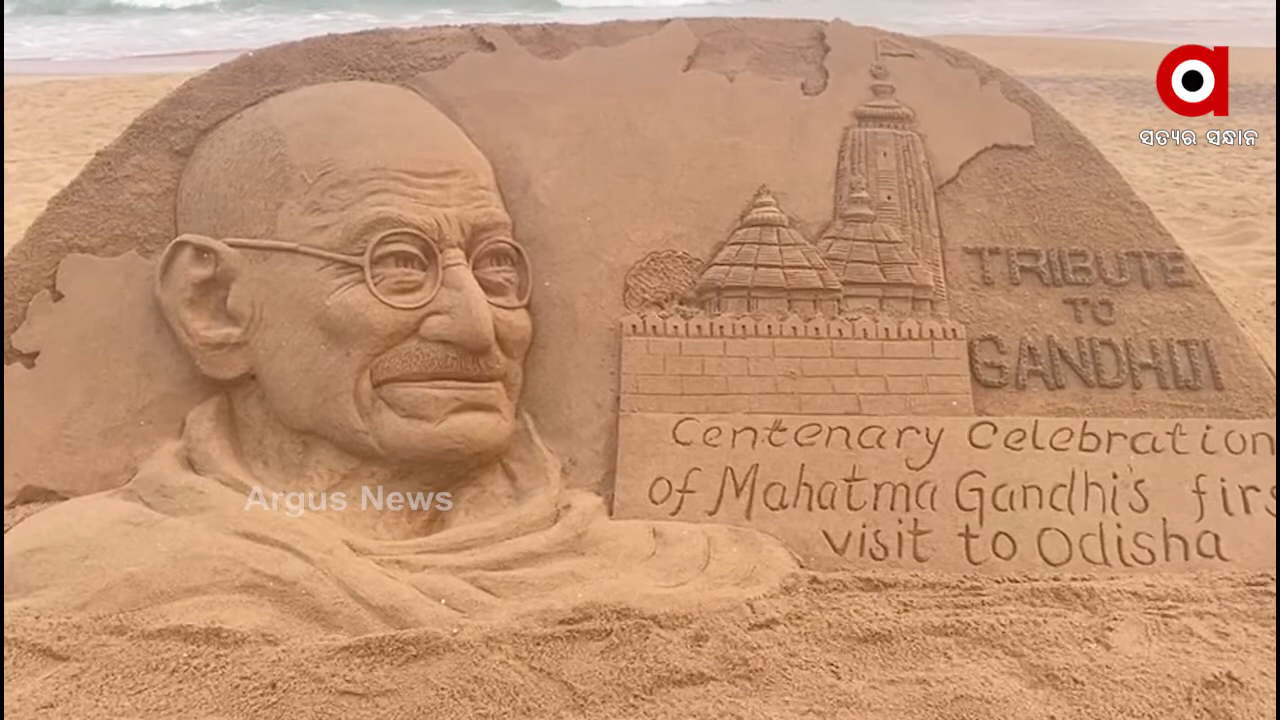 ସତ୍ୟର ସନ୍ଧାନ
TRIBUTE
TO
GANDHIJI
Centenary Celebration
of Mahatma Gandhi's firs
visit to Odisha
Argus News